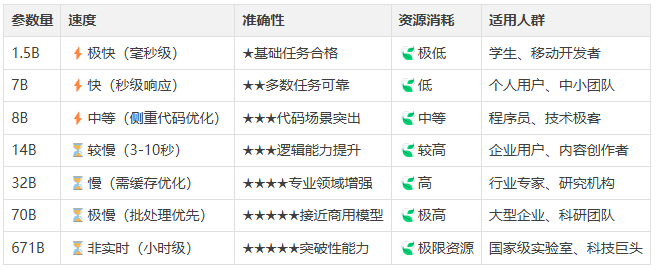 参数量 速度 准确性 资源消耗 适用人群
1.5B ⚡极快（毫秒级） ★基础任务合格 🌱极低 学生、移动开发者
7B ⚡快（秒级响应） ★★多数任务可靠 🌱低 个人用户、中小团队
8B ⚡中等（侧重代码优化） ★★★代码场景突出 🌱中等 程序员、技术极客
14B ⏳较慢（3-10秒） ★★★逻辑能力提升 🌱较高 企业用户、内容创作者
32B ⏳慢（需缓存优化） ★★★★专业领域增强 🌱高 行业专家、研究机构
70B ⏳极慢（批处理优先） ★★★★★接近商用模型 🌱极高 大型企业、科研团队
671B ⏳非实时（小时级） ★★★★★突破性能力 🌱极限资源 国家级实验室、科技巨头